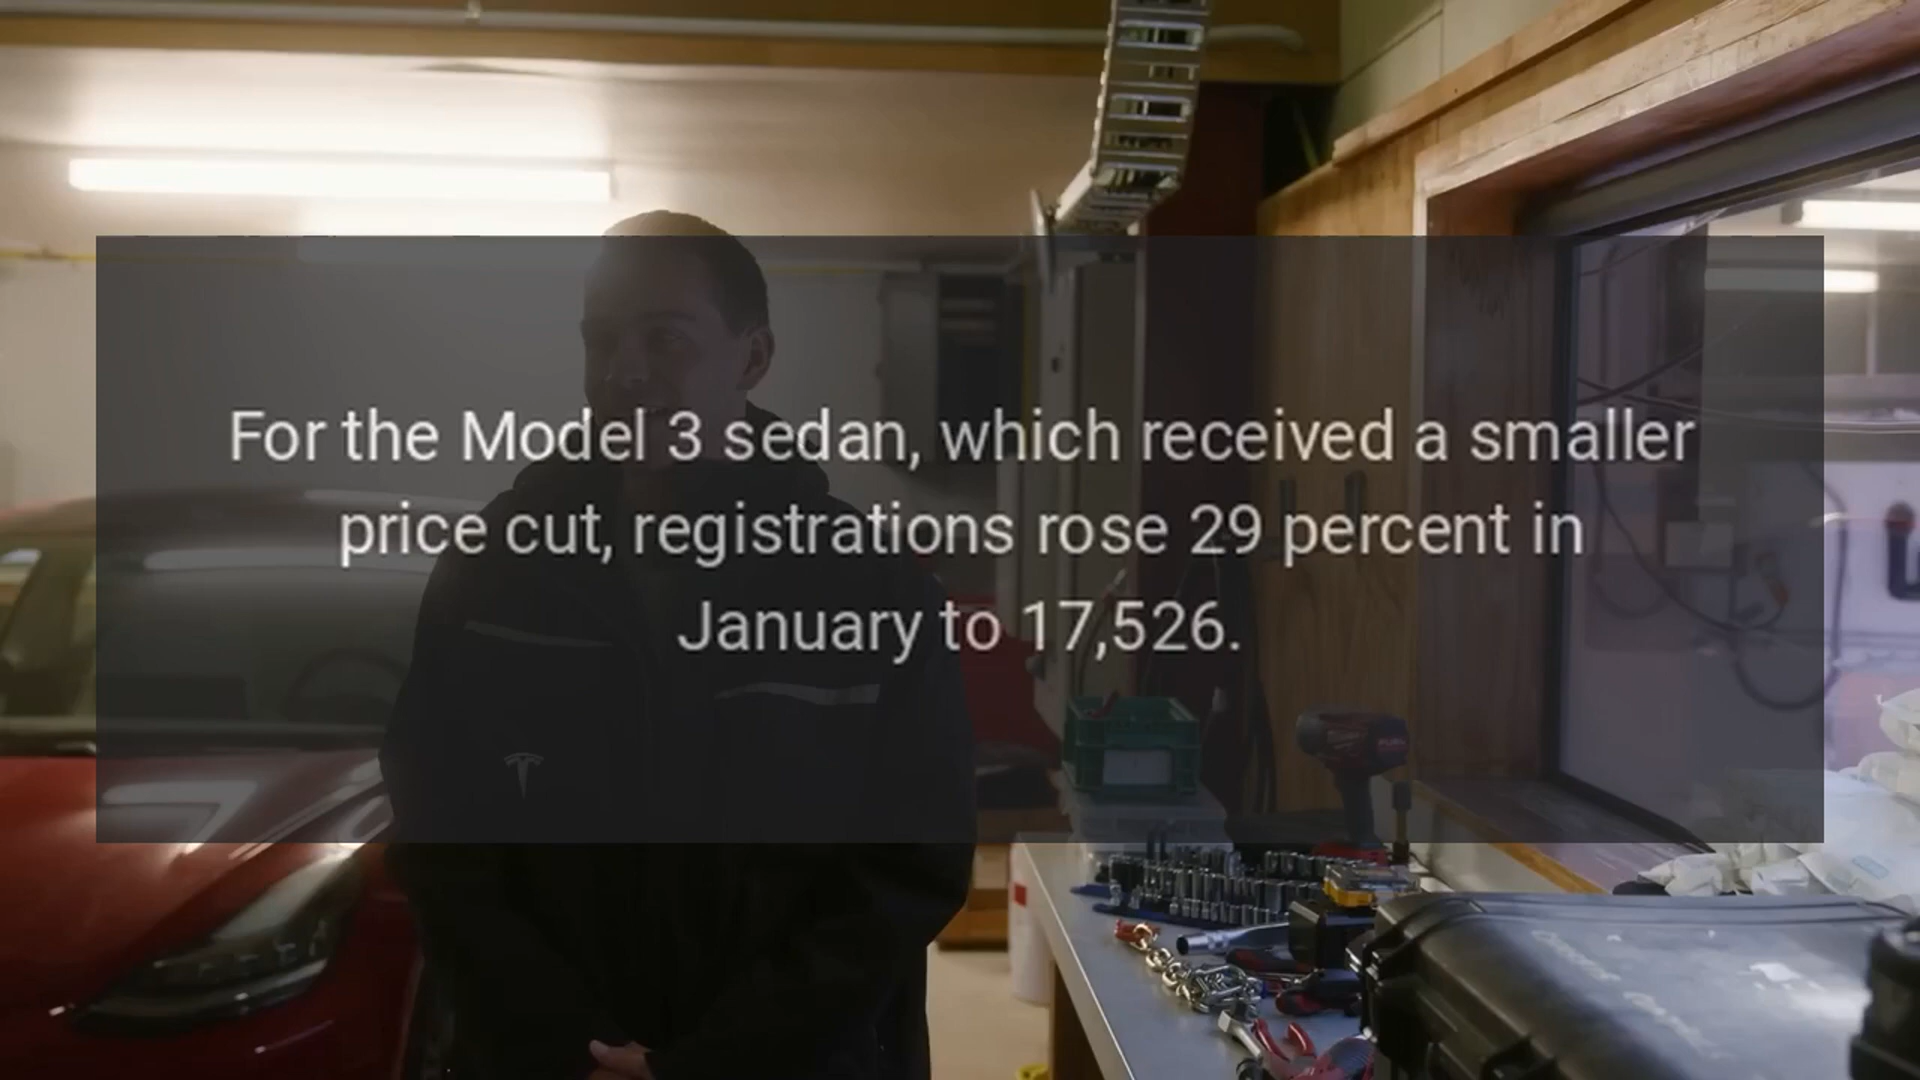 For the Model 3 sedan, which received a smaller
price cut, registrations rose 29 percent in
January to 17,526.